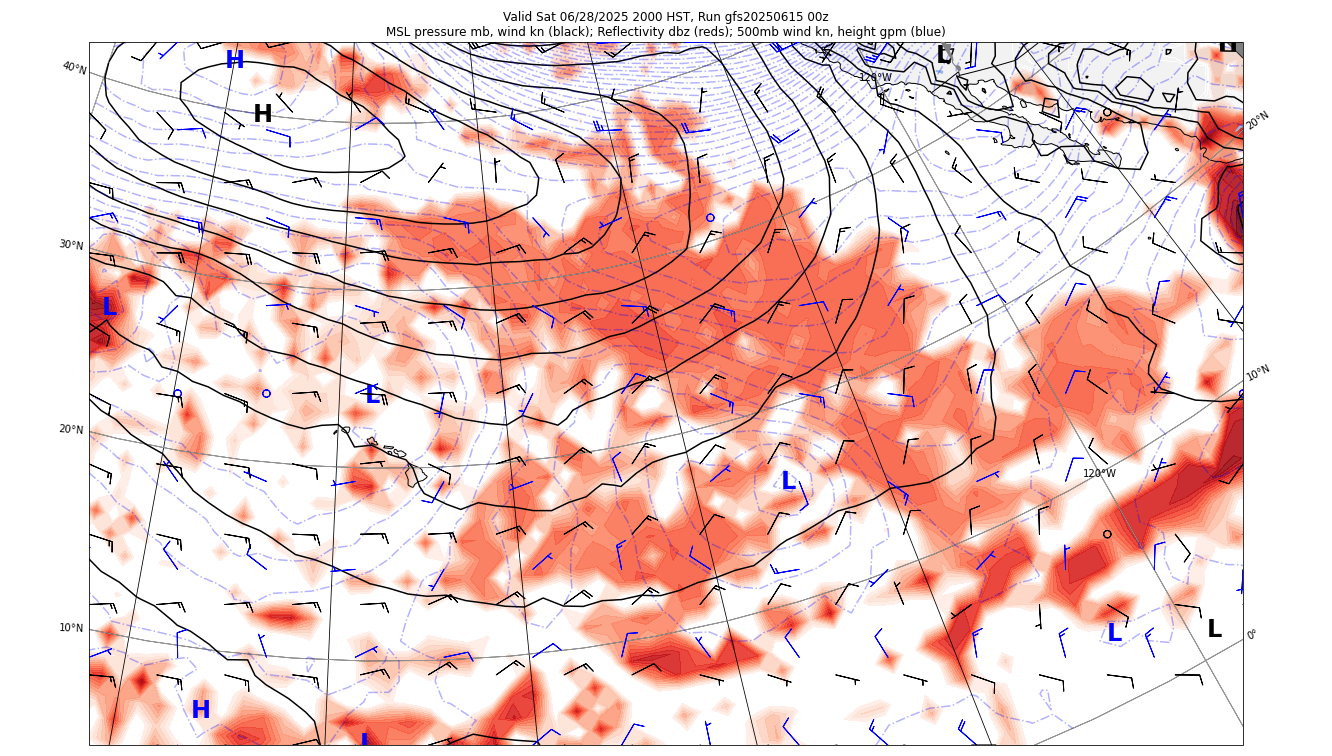 Valid Sat 06/28/2025 2000 HST, Run gfs20250615 00z
MSL pressure mb, wind kn (black); Reflectivity dbz (reds); 500mb wind kn, height gpm (blue)
H
L
H
40°N
120°W
H
20°N
30°N
L
10°N
L
20°N
120°W
L
10°N
L
L
0°
H
L